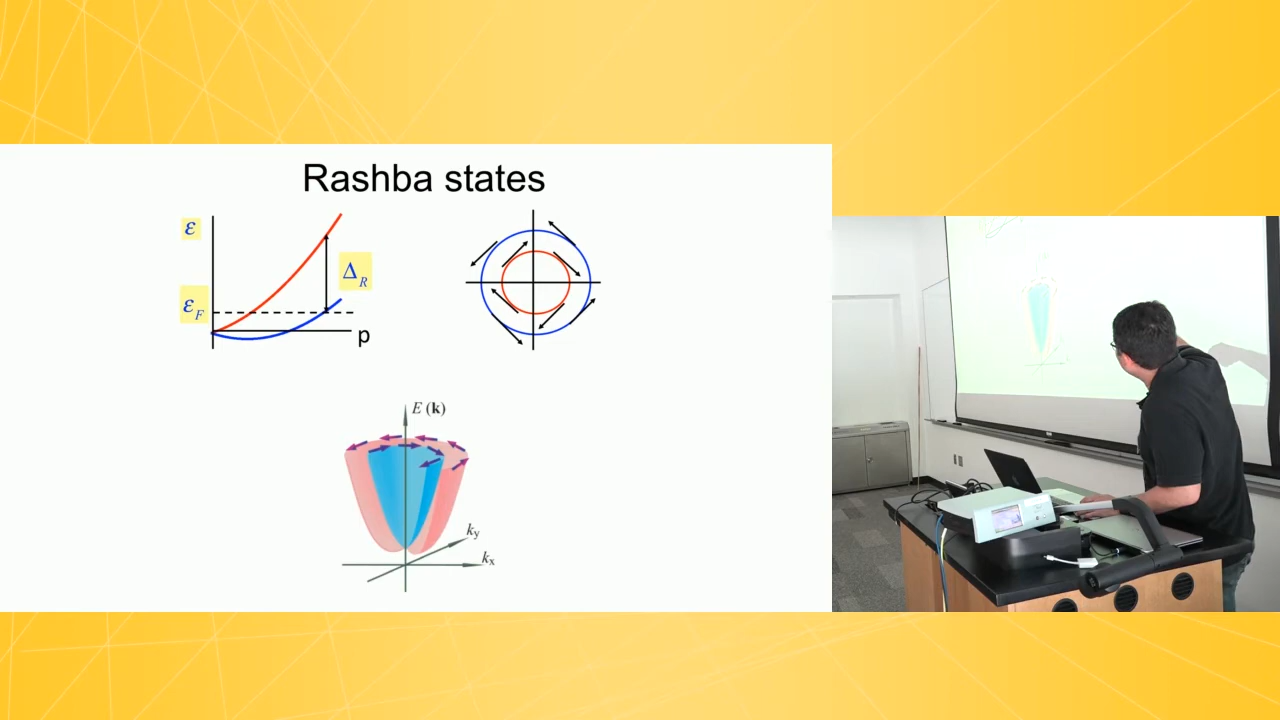 Rashba states
ε
Δ_R
ε_F
p
E (k)
k_y
k_x